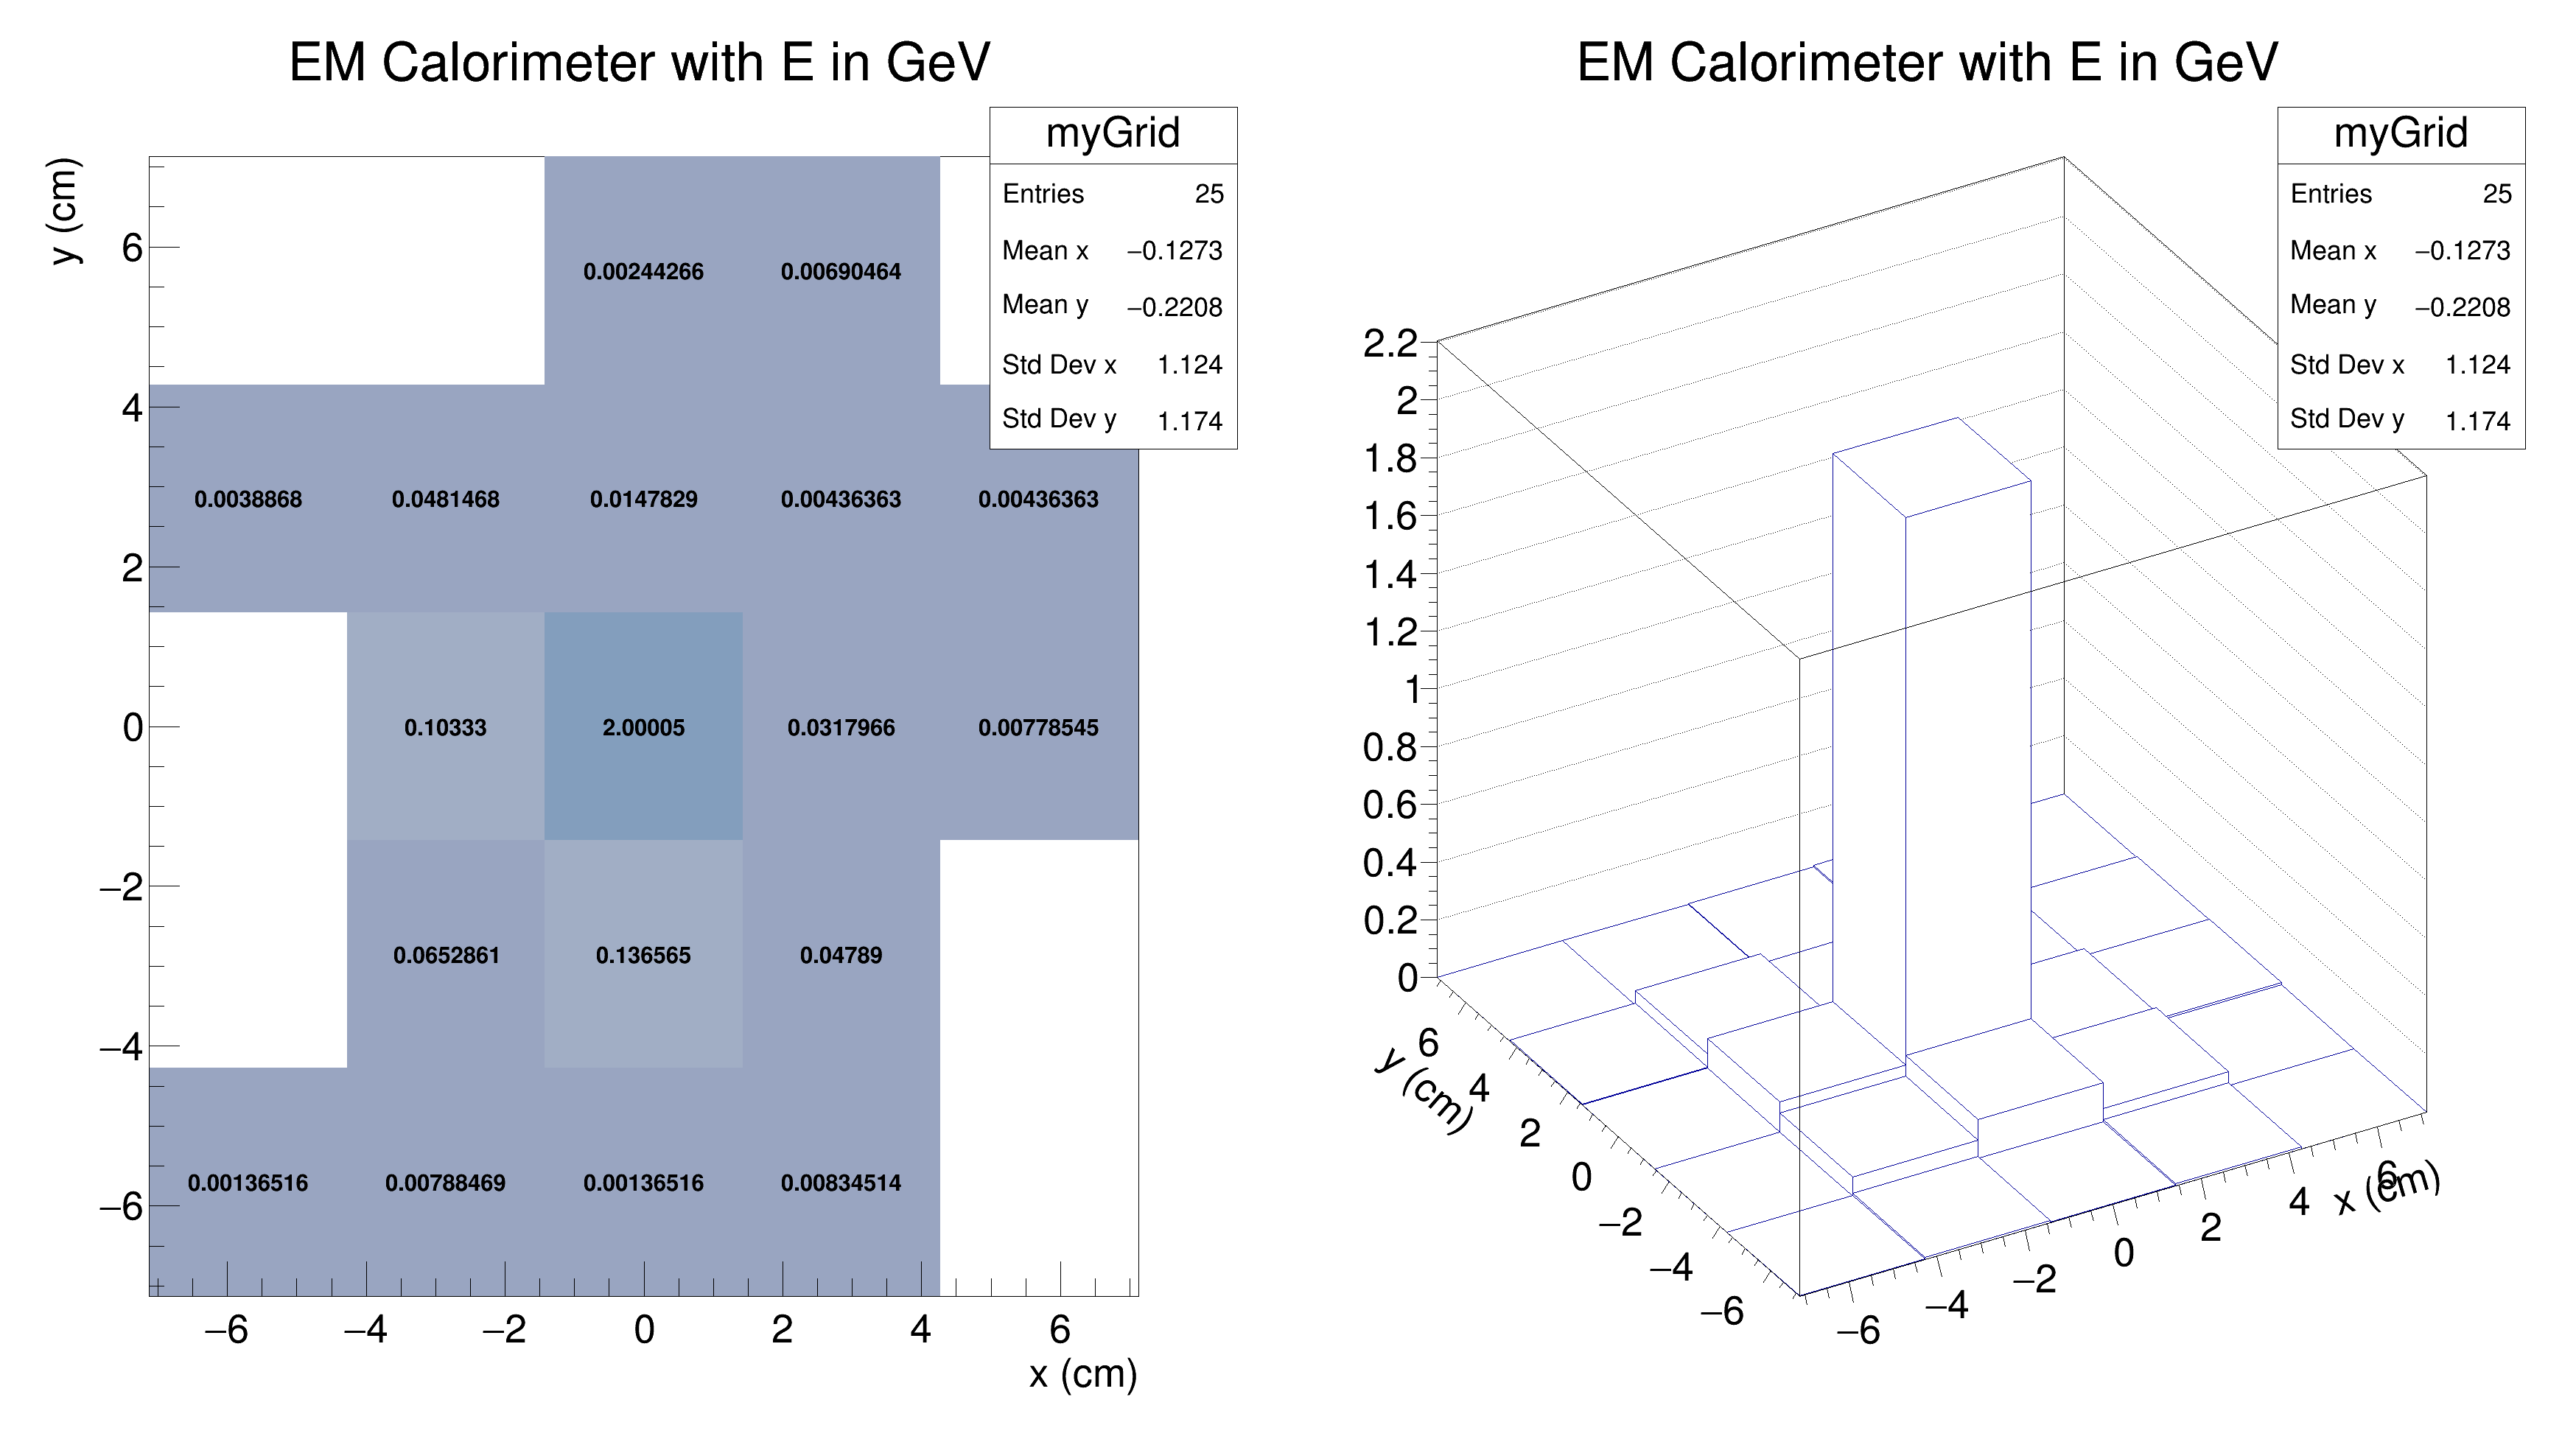 EM Calorimeter with E in GeV
myGrid
Entries 25
Mean x −0.1273
Mean y −0.2208
Std Dev x 1.124
Std Dev y 1.174
y (cm)
6
4
2
0
−2
−4
−6
0.00244266 0.00690464
0.0038868 0.0481468 0.0147829 0.00436363 0.00436363
0.10333 2.00005 0.0317966 0.00778545
0.0652861 0.136565 0.04789
0.00136516 0.00788469 0.00136516 0.00834514
−6 −4 −2 0 2 4 6
x (cm)
EM Calorimeter with E in GeV
myGrid
Entries 25
Mean x −0.1273
Mean y −0.2208
Std Dev x 1.124
Std Dev y 1.174
2.2
2
1.8
1.6
1.4
1.2
1
0.8
0.6
0.4
0.2
0
y (cm)
6
4
2
0
−2
−4
−6
−6
−4
−2
0
2
4
6
x (cm)